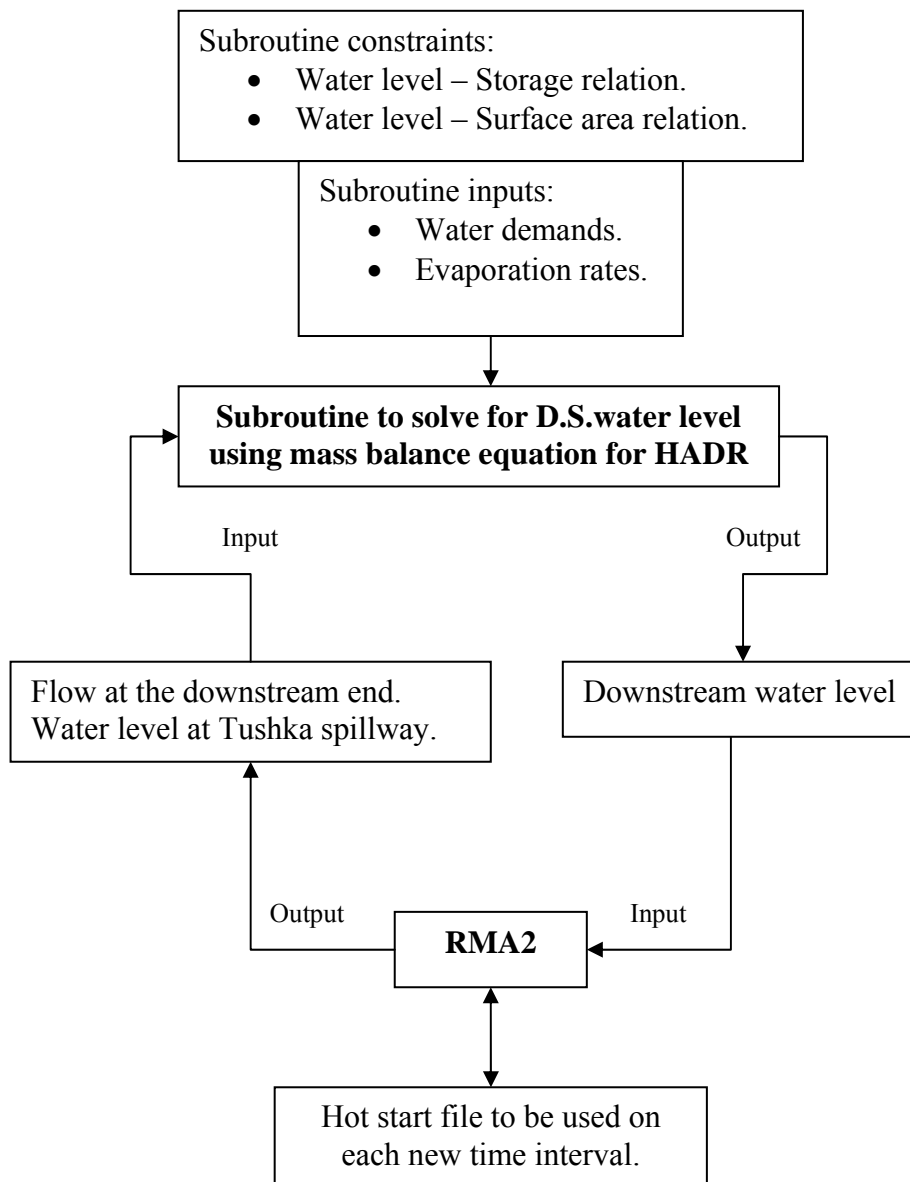 Subroutine constraints:
• Water level – Storage relation.
• Water level – Surface area relation.
Subroutine inputs:
• Water demands.
• Evaporation rates.
Subroutine to solve for D.S.water level
using mass balance equation for HADR
Input
Output
Flow at the downstream end.
Water level at Tushka spillway.
Downstream water level
Output
Input
RMA2
Hot start file to be used on
each new time interval.